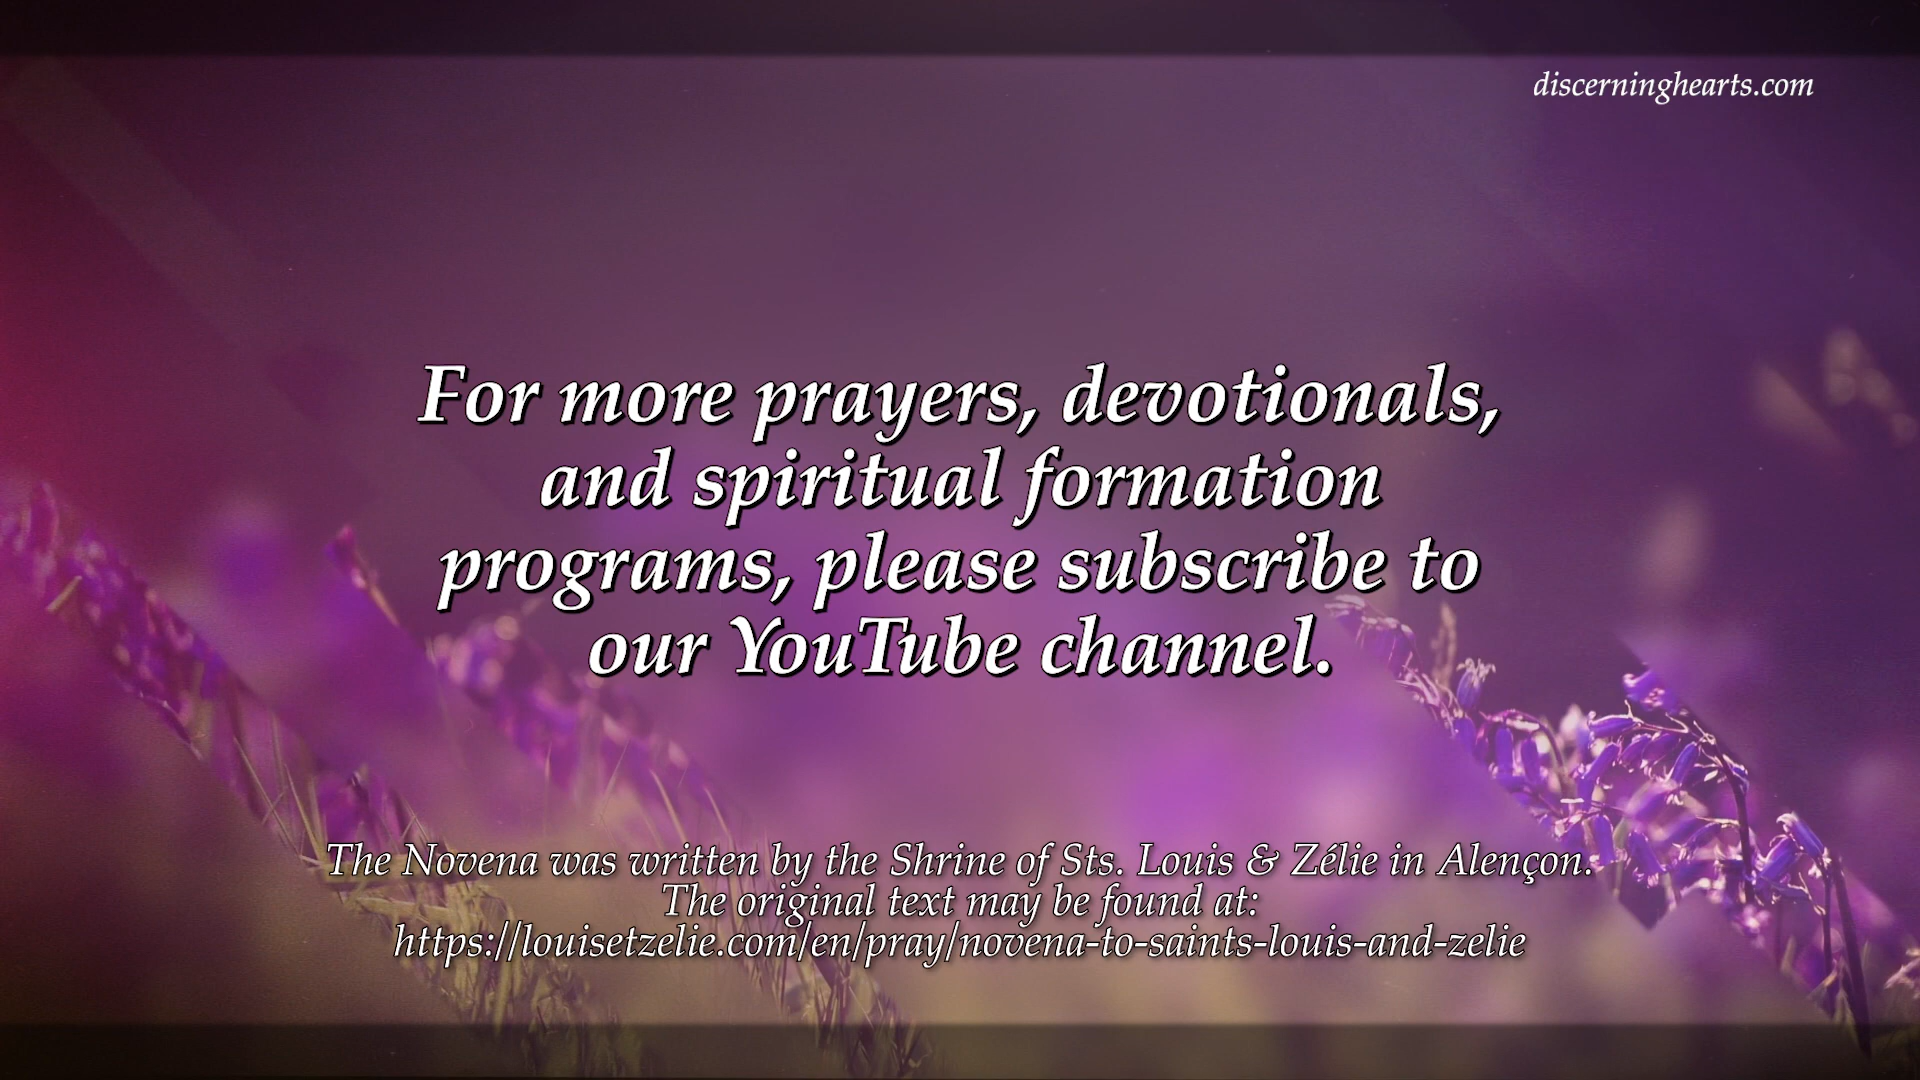 discerninghearts.com
For more prayers, devotionals,
and spiritual formation
programs, please subscribe to
our YouTube channel.
The Novena was written by the Shrine of Sts. Louis & Zélie in Alençon.
The original text may be found at:
https://louisetzelie.com/en/pray/novena-to-saints-louis-and-zelie